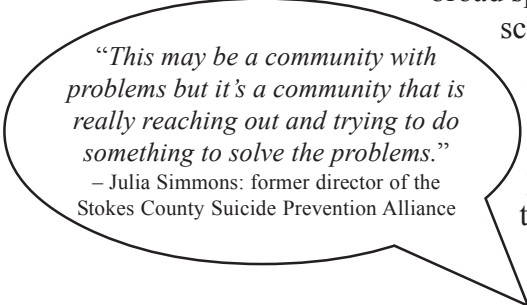 sc
"This may be a community with
problems but it's a community that is
really reaching out and trying to do
something to solve the problems."
– Julia Simmons: former director of the
Stokes County Suicide Prevention Alliance
t